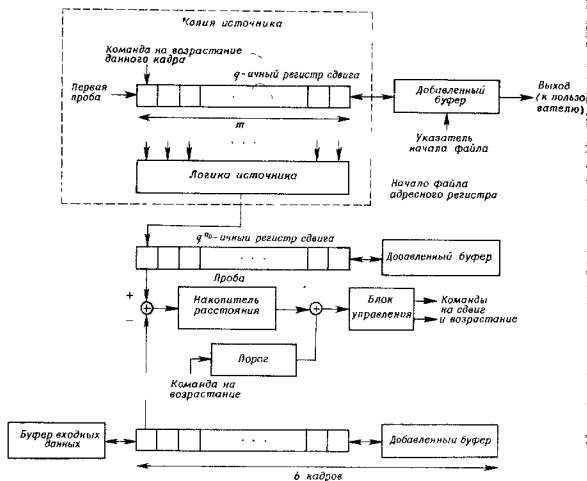 Копия источника
Команда на возрастание
данного кадра
q-ичный регистр сдвига
Первая
проба
Добавленный
буфер
Выход
(к пользо
вателю)
m
Указатель
начала файла
. . .
Логика источника
Начало файла
адресного регистра
q^n₀-ичный регистр сдвига
. . .
Добавленный буфер
Проба
+
−
Накопитель
расстояния
Блок
управления
Команды
на сдвиг
и возрастание
Порог
Команда на
возрастание
Буфер входных
данных
. . .
Добавленный буфер
b кадров